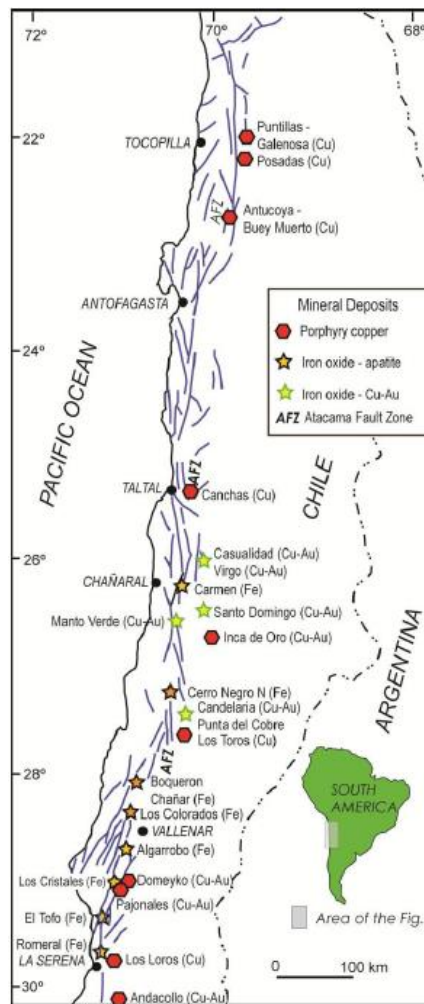 72°
70°
68°
22°
TOCOPILLA
Puntillas -
Galenosa (Cu)
Posadas (Cu)
AFZ
Antucoya -
Buey Muerto (Cu)
ANTOFAGASTA
Mineral Deposits
Porphyry copper
Iron oxide - apatite
Iron oxide - Cu-Au
AFZ Atacama Fault Zone
24°
PACIFIC OCEAN
CHILE
ARGENTINA
AFZ
TALTAL
Canchas (Cu)
26°
CHAÑARAL
Casualidad (Cu-Au)
Virgo (Cu-Au)
Carmen (Fe)
Santo Domingo (Cu-Au)
Manto Verde (Cu-Au)
Inca de Oro (Cu-Au)
Cerro Negro N (Fe)
Candelaria (Cu-Au)
Punta del Cobre
Los Toros (Cu)
AFZ
28°
Boqueron
Chañar (Fe)
Los Colorados (Fe)
VALLENAR
Algarrobo (Fe)
Los Cristales (Fe)
Domeyko (Cu-Au)
Pajonales (Cu-Au)
El Tofo (Fe)
Romeral (Fe)
LA SERENA
Los Loros (Cu)
30°
Andacollo (Cu-Au)
SOUTH
AMERICA
Area of the Fig.
0 100 km